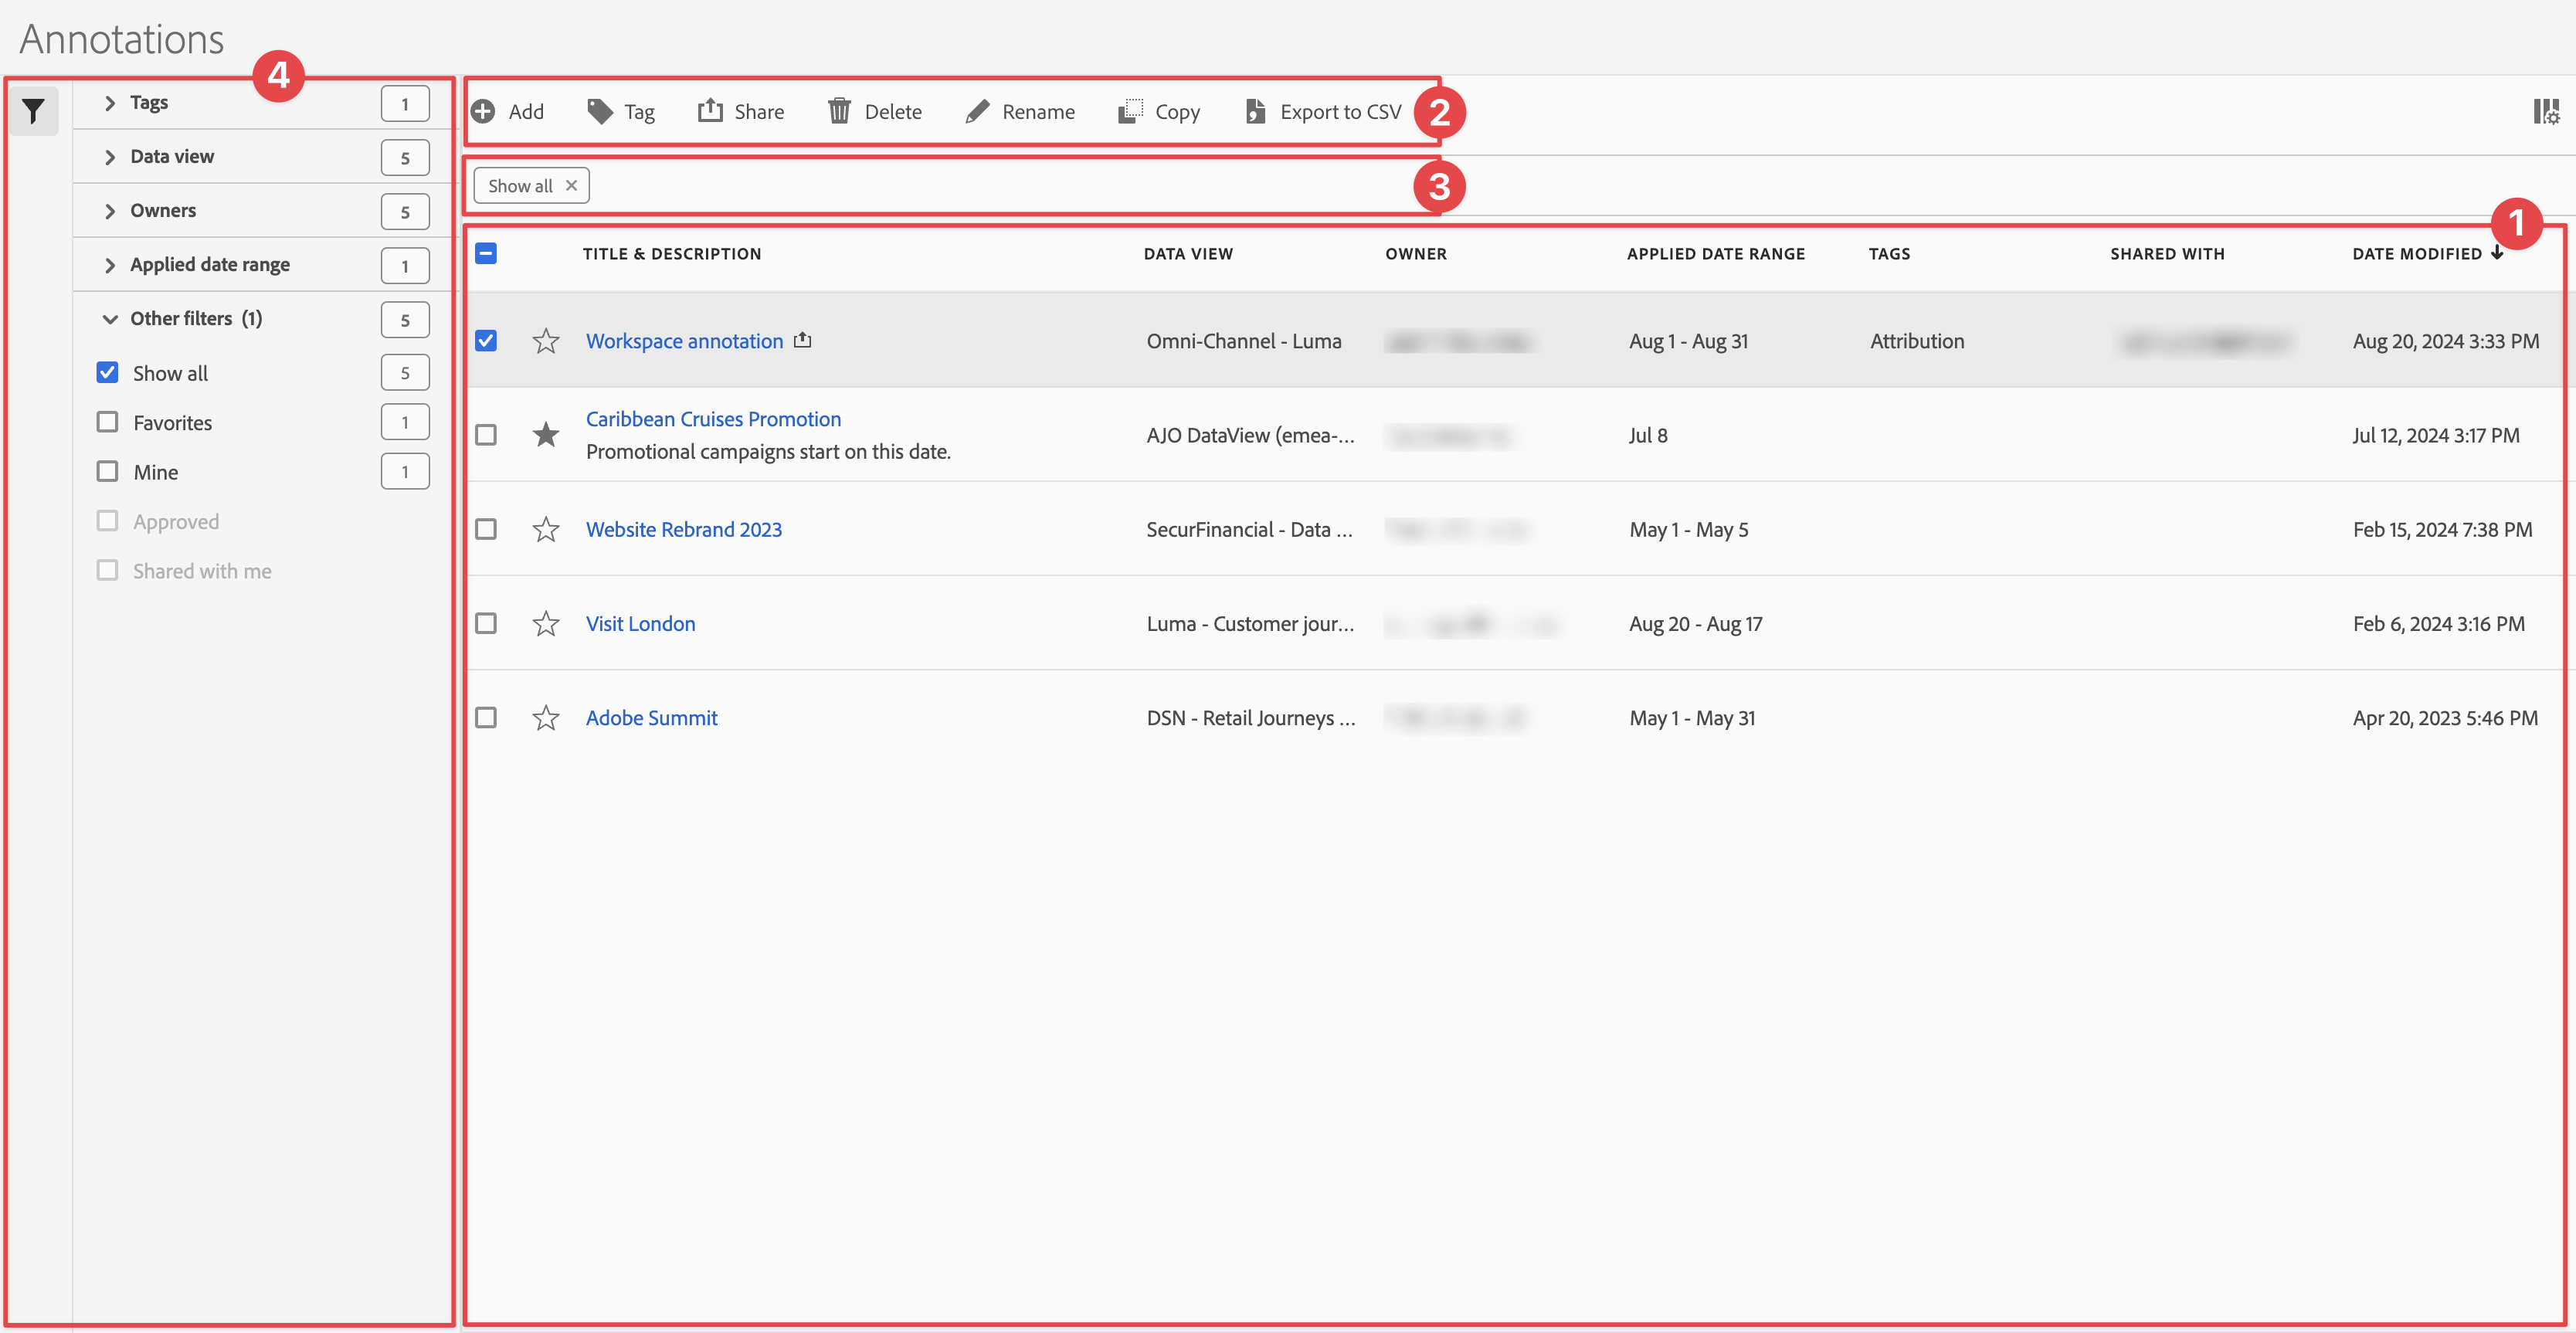 Annotations
4
Tags 1
Data view 5
Owners 5
Applied date range 1
Other filters (1) 5
Show all 5
Favorites 1
Mine 1
Approved
Shared with me
Add Tag Share Delete Rename Copy Export to CSV 2
Show all 3
1
TITLE & DESCRIPTION DATA VIEW OWNER APPLIED DATE RANGE TAGS SHARED WITH DATE MODIFIED
Workspace annotation Omni-Channel - Luma Aug 1 - Aug 31 Attribution Aug 20, 2024 3:33 PM
Caribbean Cruises Promotion
Promotional campaigns start on this date. AJO DataView (emea-... Jul 8 Jul 12, 2024 3:17 PM
Website Rebrand 2023 SecurFinancial - Data ... May 1 - May 5 Feb 15, 2024 7:38 PM
Visit London Luma - Customer jour... Aug 20 - Aug 17 Feb 6, 2024 3:16 PM
Adobe Summit DSN - Retail Journeys ... May 1 - May 31 Apr 20, 2023 5:46 PM